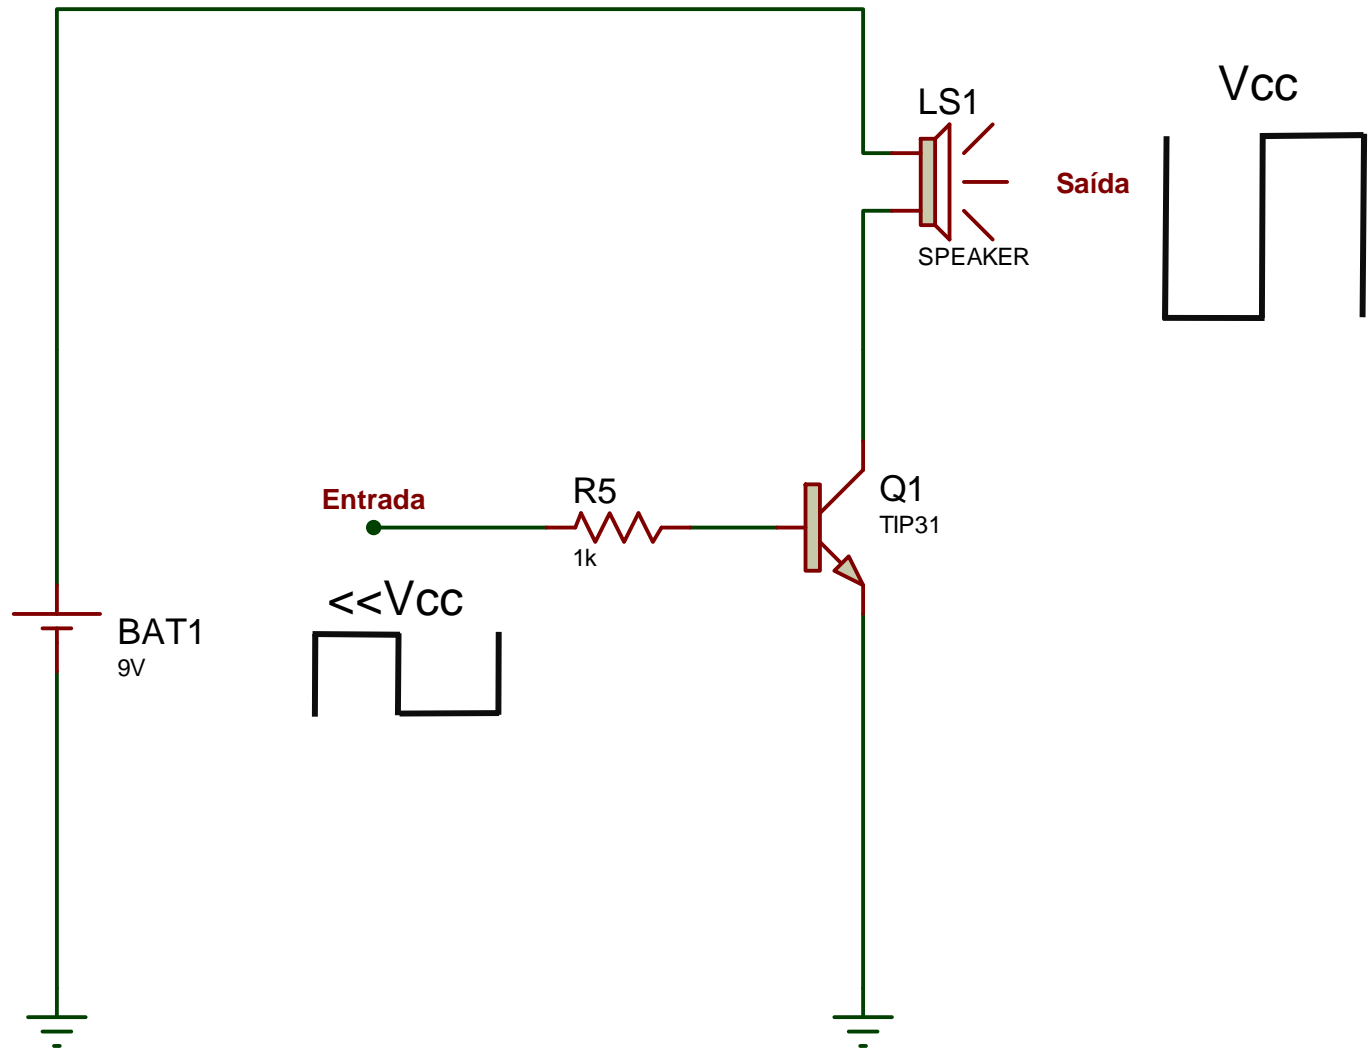 Vcc
LS1
Saída
SPEAKER
Entrada
R5
1k
Q1
TIP31
<<Vcc
BAT1
9V